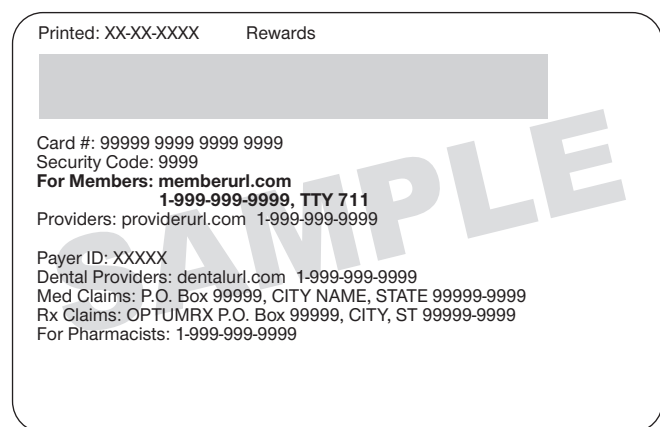 Printed: XX-XX-XXXX Rewards
Card #: 99999 9999 9999 9999
Security Code: 9999
For Members: memberurl.com
1-999-999-9999, TTY 711
Providers: providerurl.com 1-999-999-9999
Payer ID: XXXXX
Dental Providers: dentalurl.com 1-999-999-9999
Med Claims: P.O. Box 99999, CITY NAME, STATE 99999-9999
Rx Claims: OPTUMRX P.O. Box 99999, CITY, ST 99999-9999
For Pharmacists: 1-999-999-9999
SAMPLE